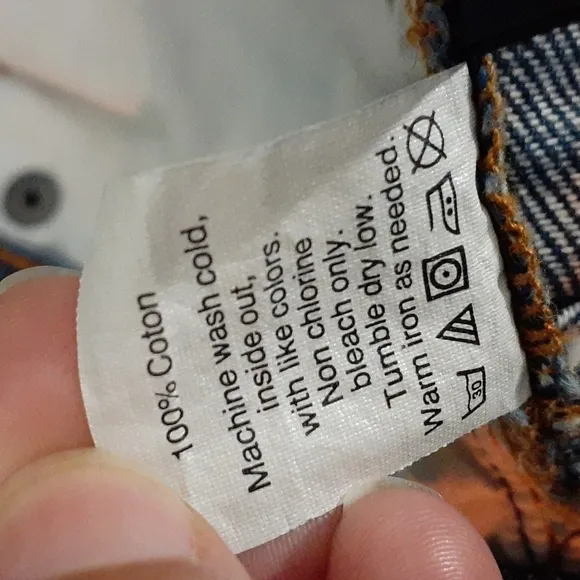 100% Coton
Machine wash cold,
inside out,
with like colors.
Non chlorine
bleach only.
Tumble dry low.
Warm iron as needed.
30